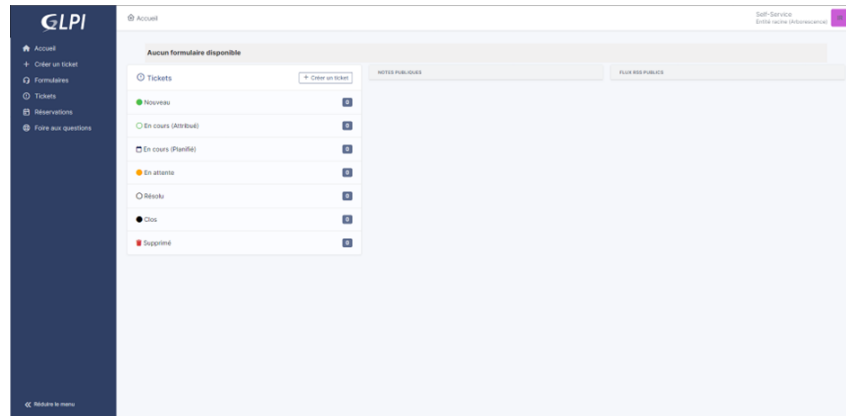 GLPI
Accueil
Créer un ticket
Formulaires
Tickets
Réservations
Foire aux questions
Réduire le menu
Accueil
Self-Service
Entité racine (Arborescence)
Aucun formulaire disponible
Tickets
+ Créer un ticket
Nouveau 0
En cours (Attribué) 0
En cours (Planifié) 0
En attente 0
Résolu 0
Clos 0
Supprimé 0
NOTES PUBLIQUES
FLUX RSS PUBLICS